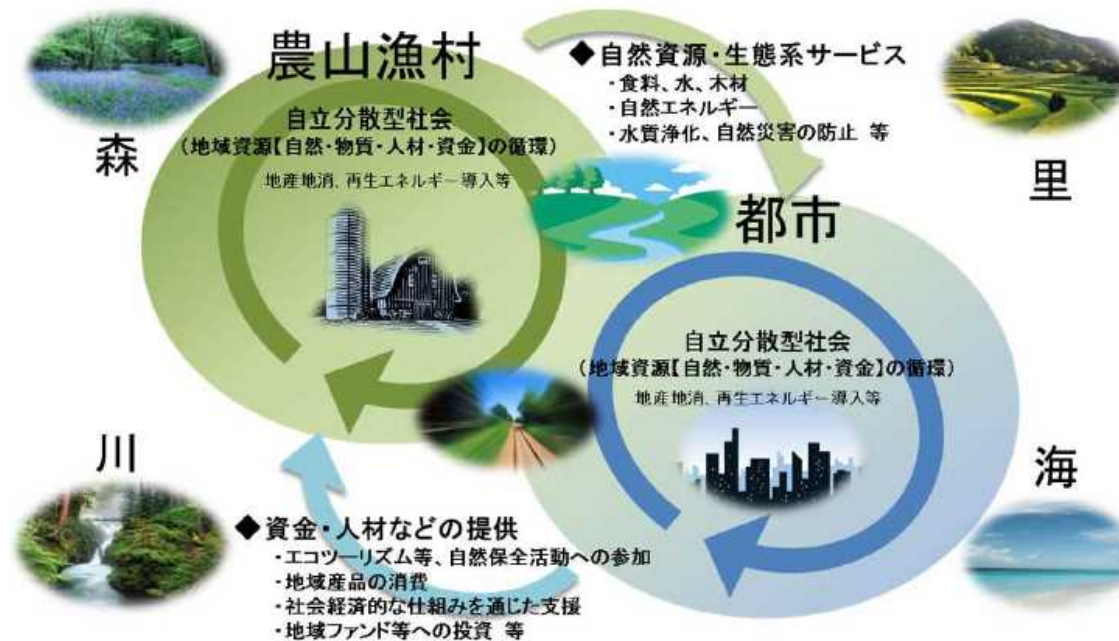 農山漁村
森
自立分散型社会
(地域資源【自然・物質・人材・資金】の循環)
地産地消、再生エネルギー導入等
◆自然資源・生態系サービス
・食料、水、木材
・自然エネルギー
・水質浄化、自然災害の防止 等
里
都市
自立分散型社会
(地域資源【自然・物質・人材・資金】の循環)
地産地消、再生エネルギー導入等
川
海
◆資金・人材などの提供
・エコツーリズム等、自然保全活動への参加
・地域産品の消費
・社会経済的な仕組みを通じた支援
・地域ファンド等への投資 等